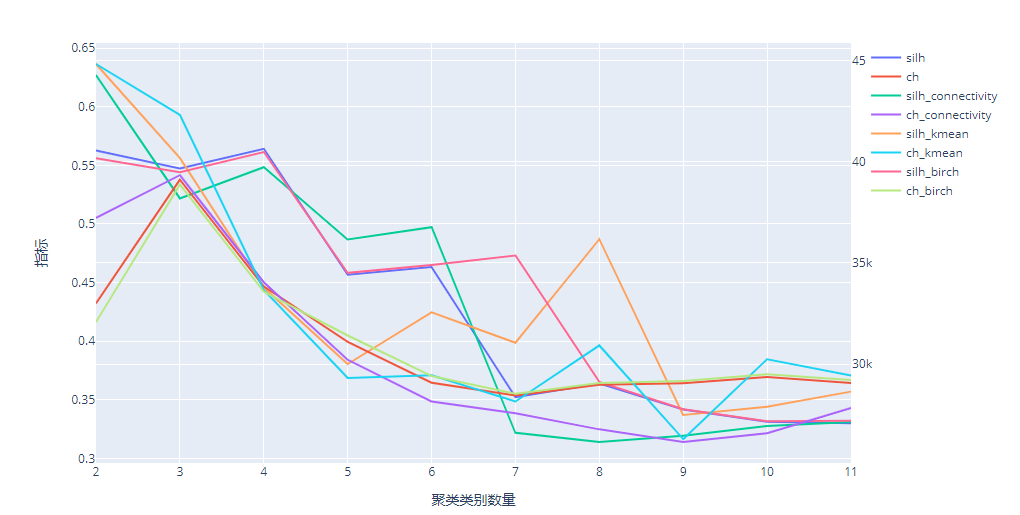 0.65
0.6
0.55
0.5
0.45
0.4
0.35
0.3
指标
2
3
4
5
6
7
8
9
10
11
聚类类别数量
45
40
35k
30k
silh
ch
silh_connectivity
ch_connectivity
silh_kmean
ch_kmean
silh_birch
ch_birch